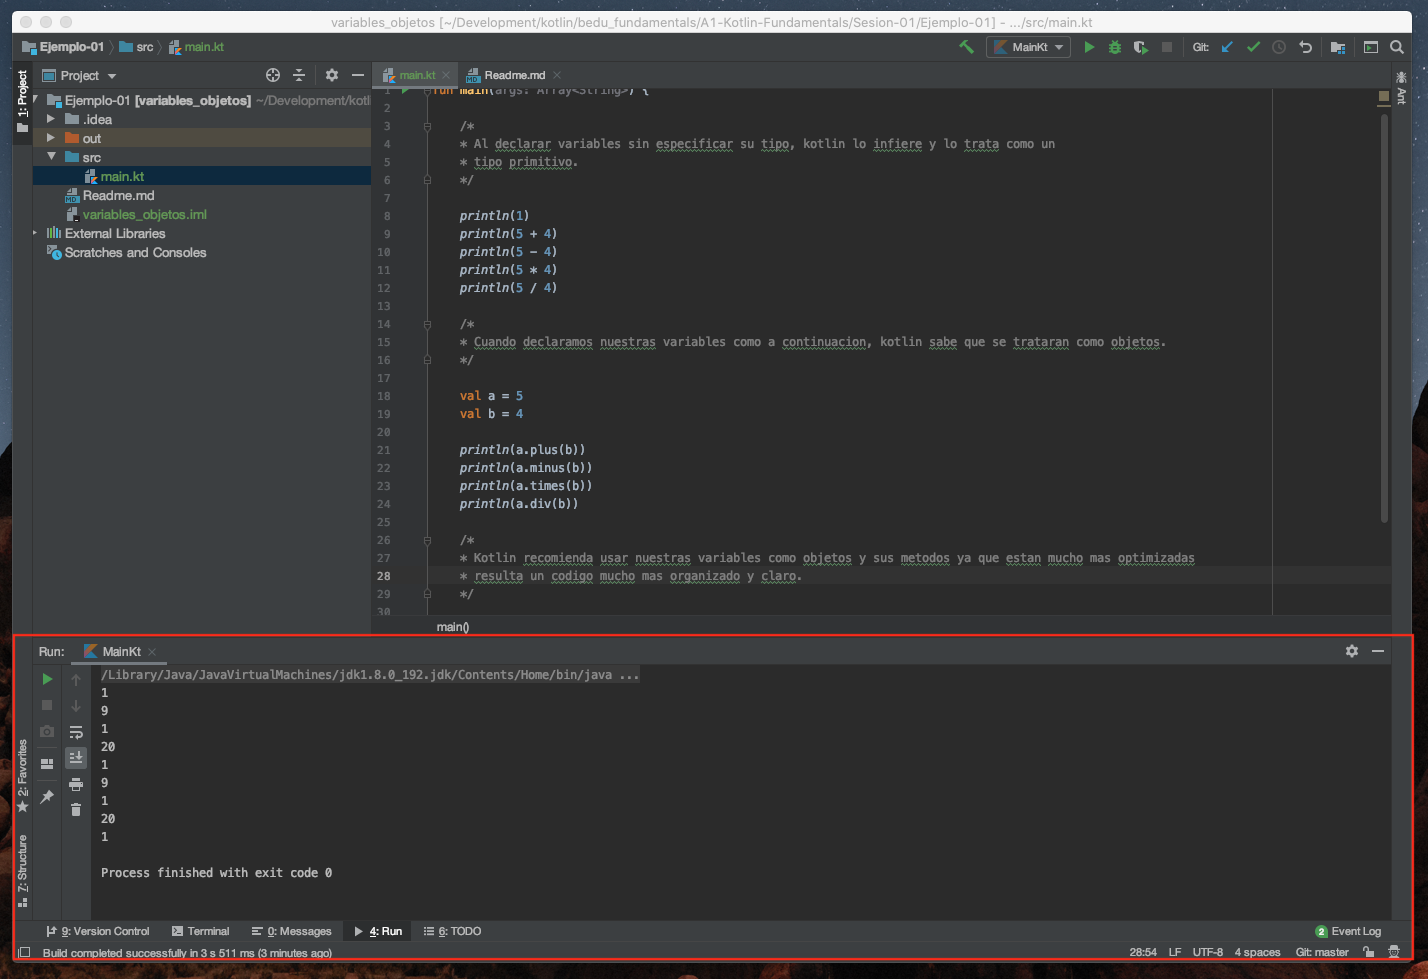 variables_objetos [~/Development/kotlin/bedu_fundamentals/A1-Kotlin-Fundamentals/Sesion-01/Ejemplo-01] - .../src/main.kt
Ejemplo-01 src main.kt
MainKt
Git:
1: Project
Project
Ejemplo-01 [variables_objetos] ~/Development/kotl
.idea
out
src
main.kt
Readme.md
variables_objetos.iml
External Libraries
Scratches and Consoles
main.kt
Readme.md
Ant
1 fun main(args: Array<String>) {
2
3 /*
4 * Al declarar variables sin especificar su tipo, kotlin lo infiere y lo trata como un
5 * tipo primitivo.
6 */
7
8 println(1)
9 println(5 + 4)
10 println(5 - 4)
11 println(5 * 4)
12 println(5 / 4)
13
14 /*
15 * Cuando declaramos nuestras variables como a continuacion, kotlin sabe que se trataran como objetos.
16 */
17
18 val a = 5
19 val b = 4
20
21 println(a.plus(b))
22 println(a.minus(b))
23 println(a.times(b))
24 println(a.div(b))
25
26 /*
27 * Kotlin recomienda usar nuestras variables como objetos y sus metodos ya que estan mucho mas optimizadas
28 * resulta un codigo mucho mas organizado y claro.
29 */
30
main()
Run: MainKt
/Library/Java/JavaVirtualMachines/jdk1.8.0_192.jdk/Contents/Home/bin/java ...
1
9
1
20
1
9
1
20
1
Process finished with exit code 0
2: Favorites
7: Structure
9: Version Control
Terminal
0: Messages
4: Run
6: TODO
2 Event Log
Build completed successfully in 3 s 511 ms (3 minutes ago)
28:54 LF UTF-8 4 spaces Git: master